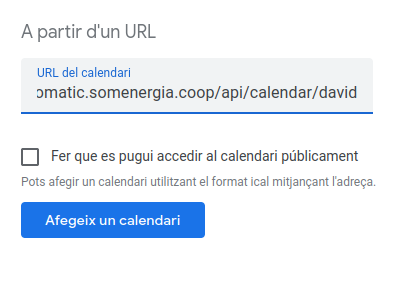 A partir d'un URL
URL del calendari
omatic.somenergia.coop/api/calendar/david
Fer que es pugui accedir al calendari públicament
Pots afegir un calendari utilitzant el format ical mitjançant l'adreça.
Afegeix un calendari